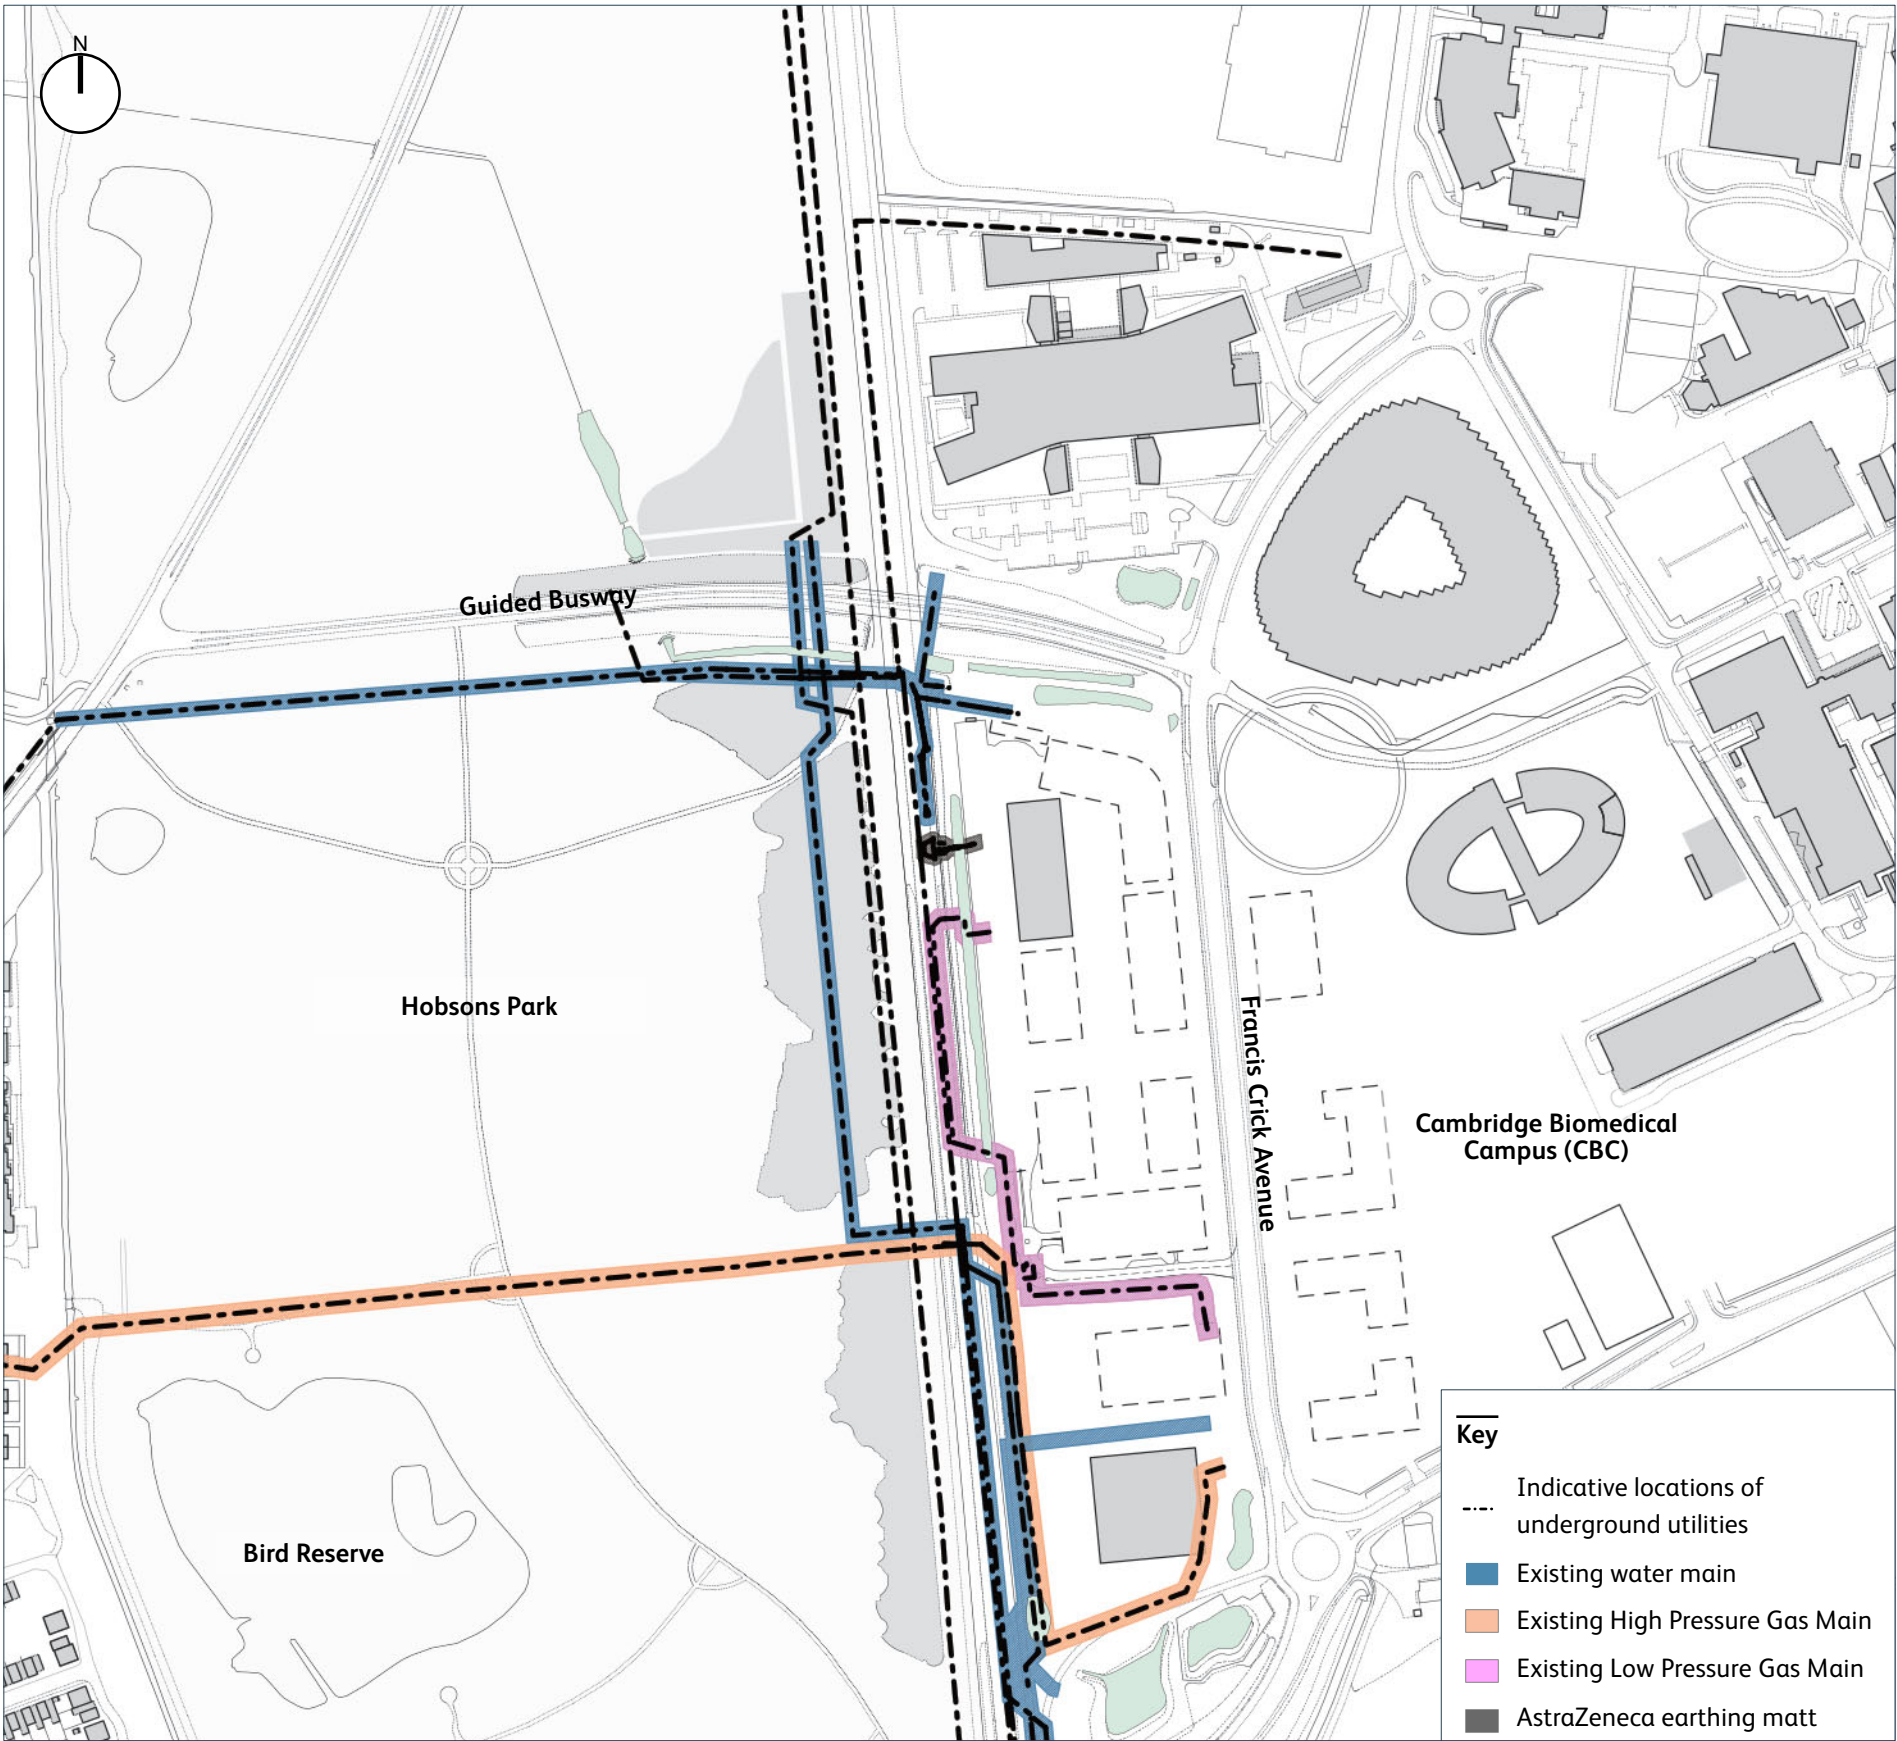 N
Guided Busway
Hobsons Park
Francis Crick Avenue
Cambridge Biomedical
Campus (CBC)
Bird Reserve
Key
Indicative locations of
underground utilities
Existing water main
Existing High Pressure Gas Main
Existing Low Pressure Gas Main
AstraZeneca earthing matt